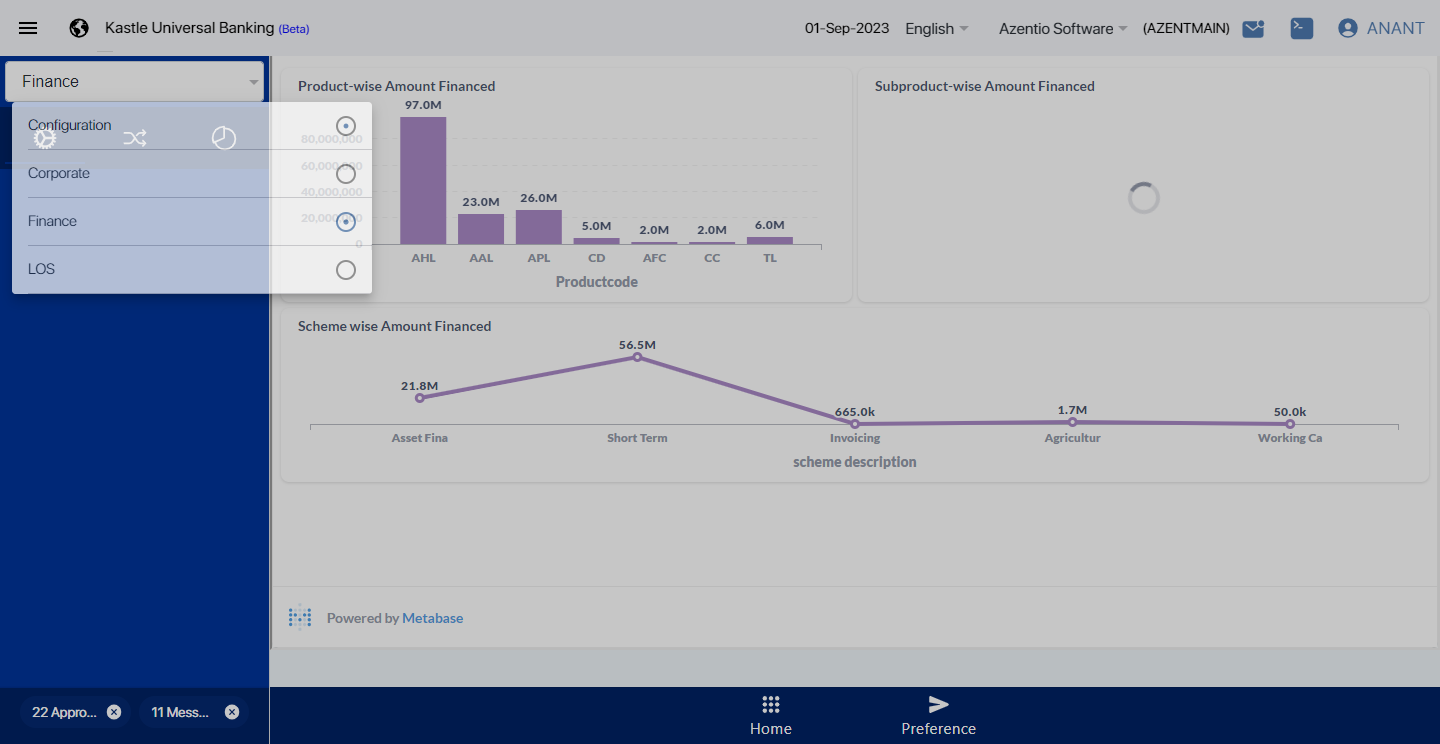 Kastle Universal Banking (Beta)
01-Sep-2023
English
Azentio Software
(AZENTMAIN)
ANANT
Finance
Configuration
Corporate
Finance
LOS
Product-wise Amount Financed
97.0M
80,000,000
60,000,000
40,000,000
20,000,000
0
23.0M
26.0M
5.0M
2.0M
2.0M
6.0M
AHL AAL APL CD AFC CC TL
Productcode
Subproduct-wise Amount Financed
Scheme wise Amount Financed
21.8M
56.5M
665.0k
1.7M
50.0k
Asset Fina Short Term Invoicing Agricultur Working Ca
scheme description
Powered by Metabase
22 Appro...
11 Mess...
Home
Preference